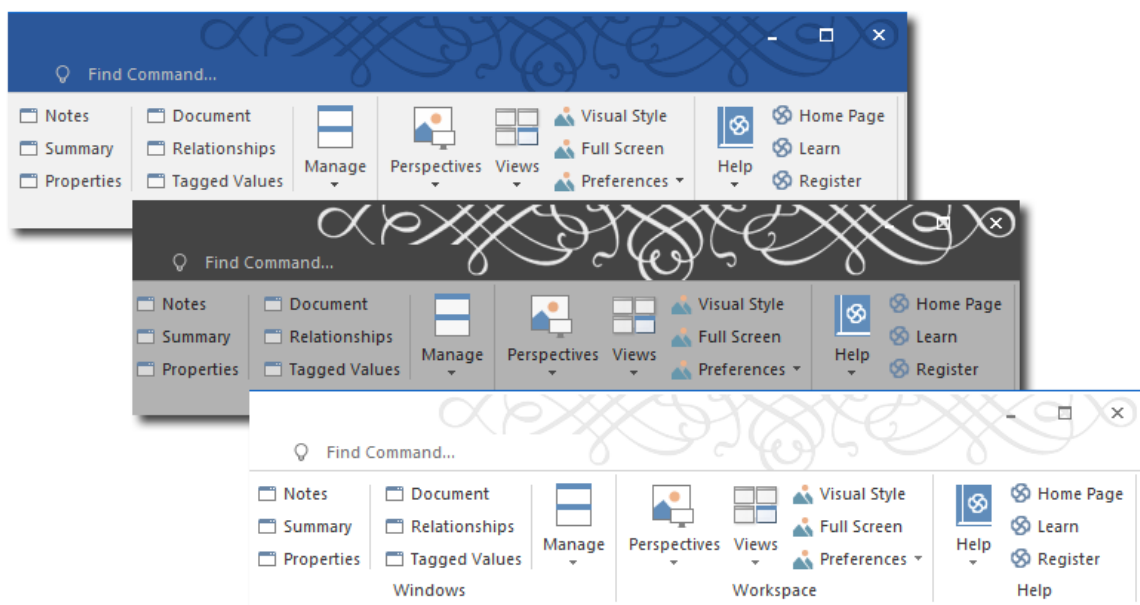 Find Command...
Notes Document Visual Style Home Page
Summary Relationships Full Screen Learn
Manage Perspectives Views Help
Properties Tagged Values Preferences Register
Find Command...
Notes Document Visual Style Home Page
Summary Relationships Full Screen Learn
Manage Perspectives Views Help
Properties Tagged Values Preferences Register
Find Command...
Notes Document Visual Style Home Page
Summary Relationships Full Screen Learn
Manage Perspectives Views Help
Properties Tagged Values Preferences Register
Windows Workspace Help